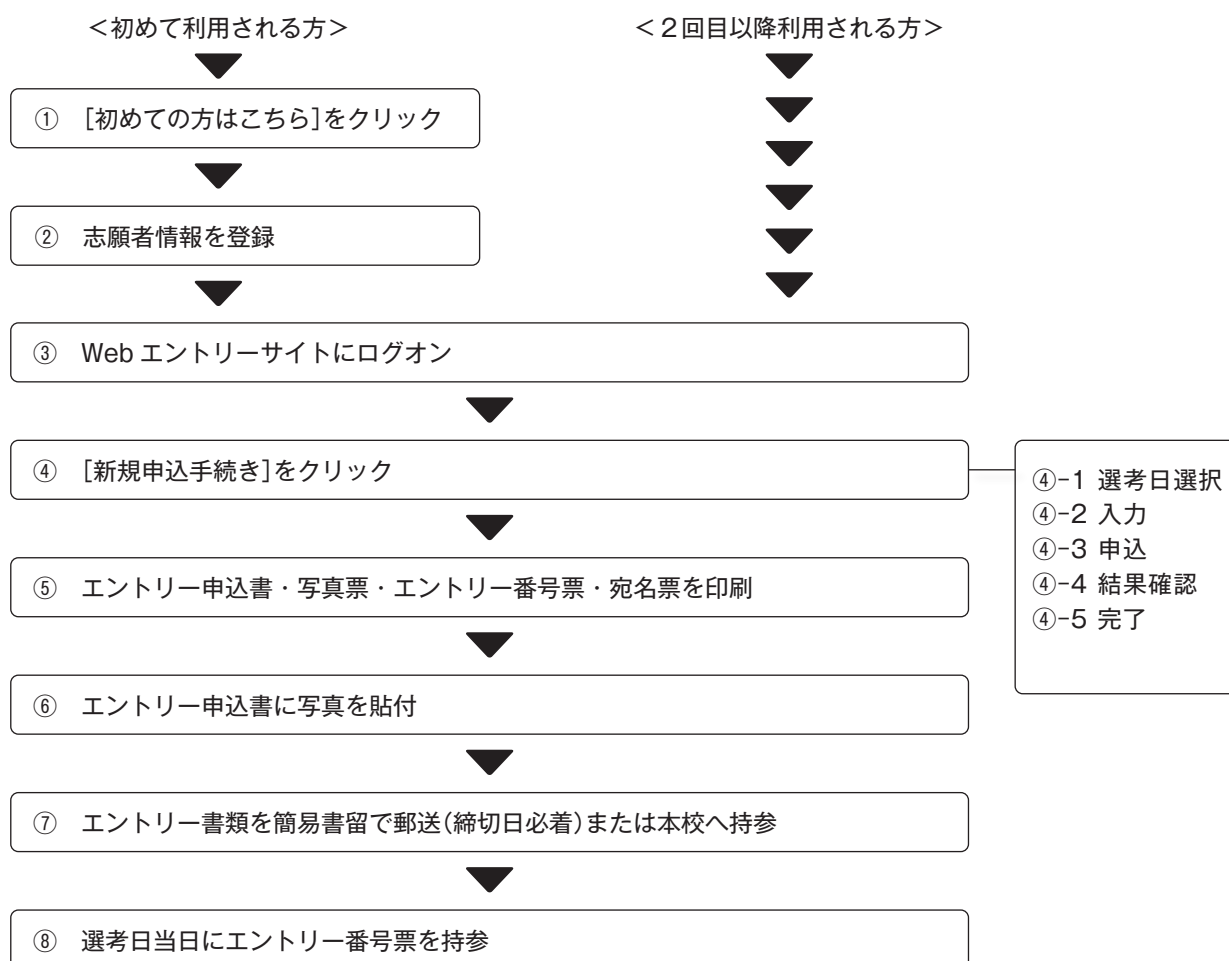 ＜初めて利用される方＞
＜２回目以降利用される方＞
① ［初めての方はこちら］をクリック
② 志願者情報を登録
③ Web エントリーサイトにログオン
④ ［新規申込手続き］をクリック
④-1 選考日選択
④-2 入力
④-3 申込
④-4 結果確認
④-5 完了
⑤ エントリー申込書・写真票・エントリー番号票・宛名票を印刷
⑥ エントリー申込書に写真を貼付
⑦ エントリー書類を簡易書留で郵送（締切日必着）または本校へ持参
⑧ 選考日当日にエントリー番号票を持参